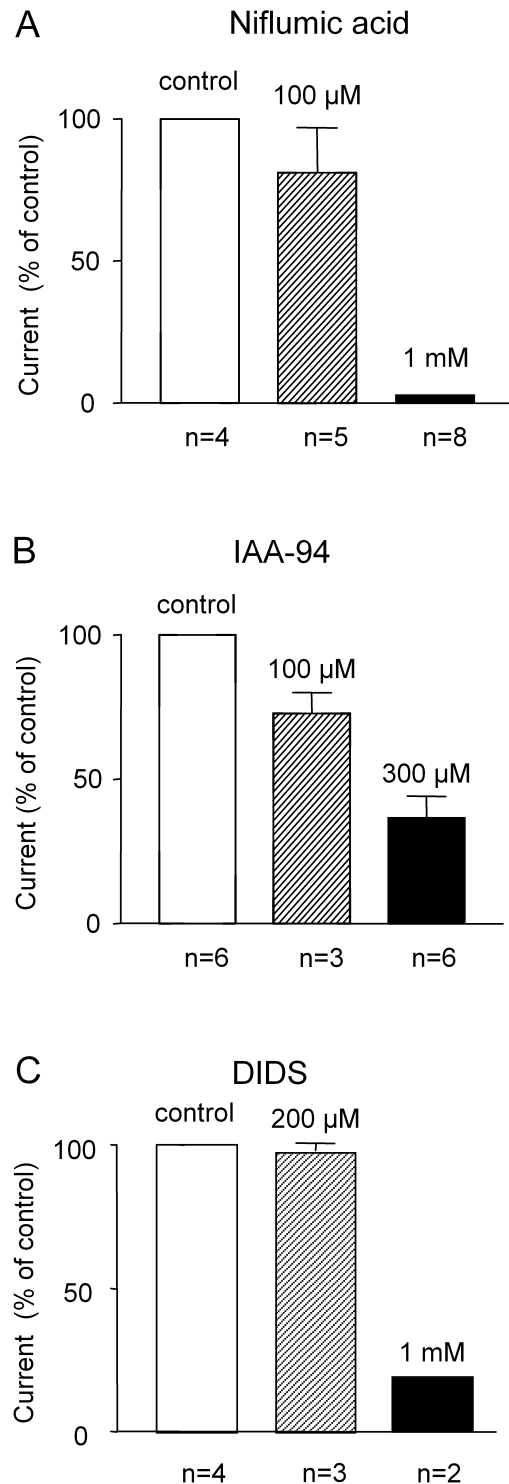 A Niflumic acid
control 100 µM
100
50
0
Current (% of control)
1 mM
n=4 n=5 n=8
B IAA-94
control
100
50
0
Current (% of control)
100 µM
300 µM
n=6 n=3 n=6
C DIDS
control 200 µM
100
50
0
Current (% of control)
1 mM
n=4 n=3 n=2